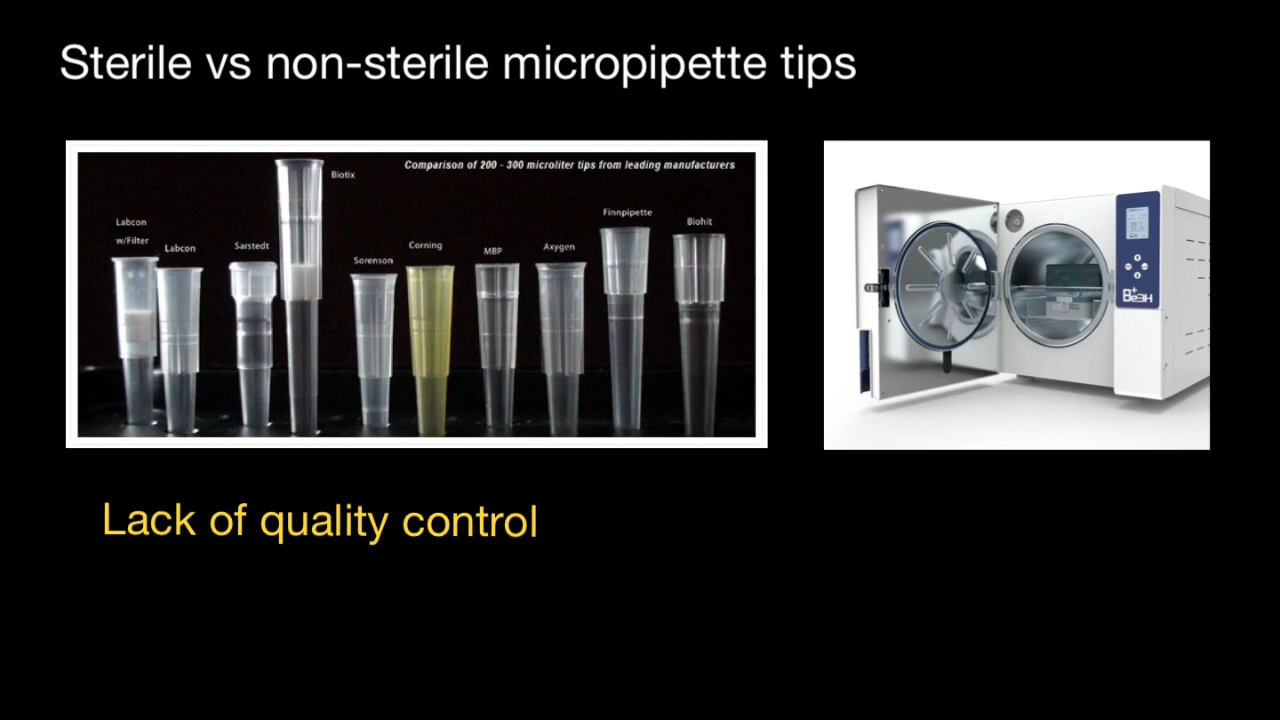 Sterile vs non-sterile micropipette tips
Comparison of 200 - 300 microliter tips from leading manufacturers
Biotix
Labcon
w/Filter
Labcon
Sarstedt
Sorenson
Corning
MBP
Axygen
Finnpipette
Biohit
Be3H
Lack of quality control